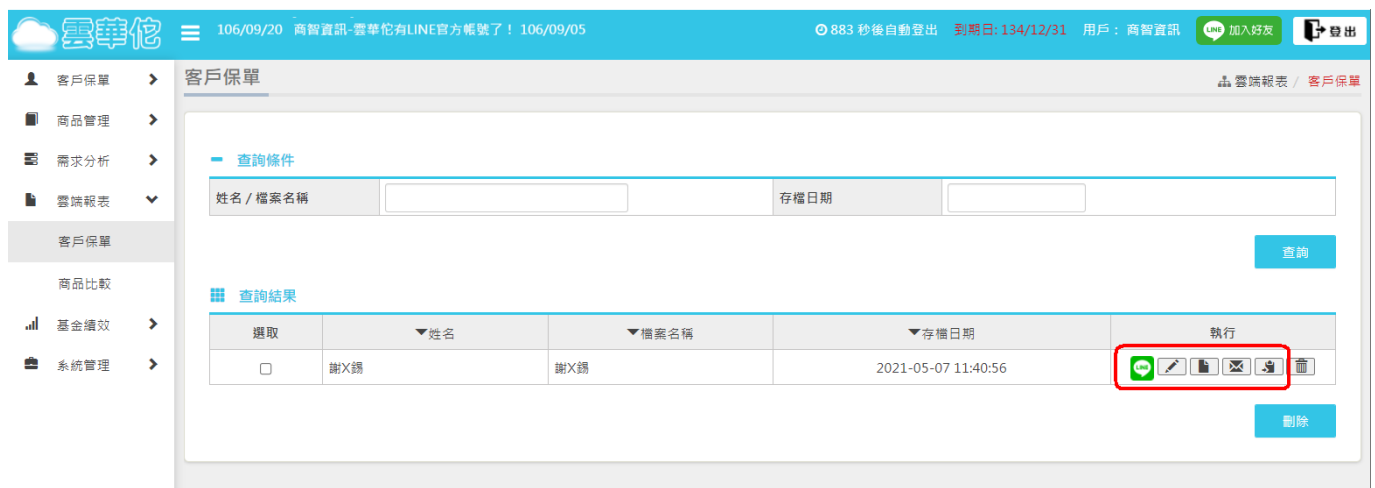 雲華佗 106/09/20 商智資訊-雲華佗有LINE官方帳號了！ 106/09/05 883 秒後自動登出 到期日: 134/12/31 用戶： 商智資訊 LINE 加入好友 登出
客戶保單
商品管理
需求分析
雲端報表
客戶保單
商品比較
基金績效
系統管理
客戶保單
雲端報表 / 客戶保單
查詢條件
姓名 / 檔案名稱 存檔日期
查詢
查詢結果
選取 姓名 檔案名稱 存檔日期 執行
謝X錫 謝X錫 2021-05-07 11:40:56 LINE
刪除